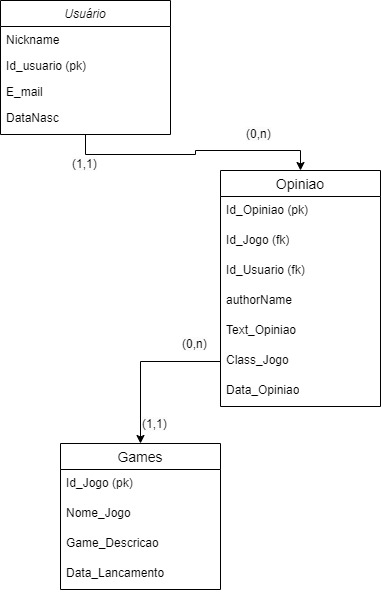 Usuário
Nickname
Id_usuario (pk)
E_mail
DataNasc
(1,1)
(0,n)
Opiniao
Id_Opiniao (pk)
Id_Jogo (fk)
Id_Usuario (fk)
authorName
Text_Opiniao
Class_Jogo
Data_Opiniao
(0,n)
(1,1)
Games
Id_Jogo (pk)
Nome_Jogo
Game_Descricao
Data_Lancamento